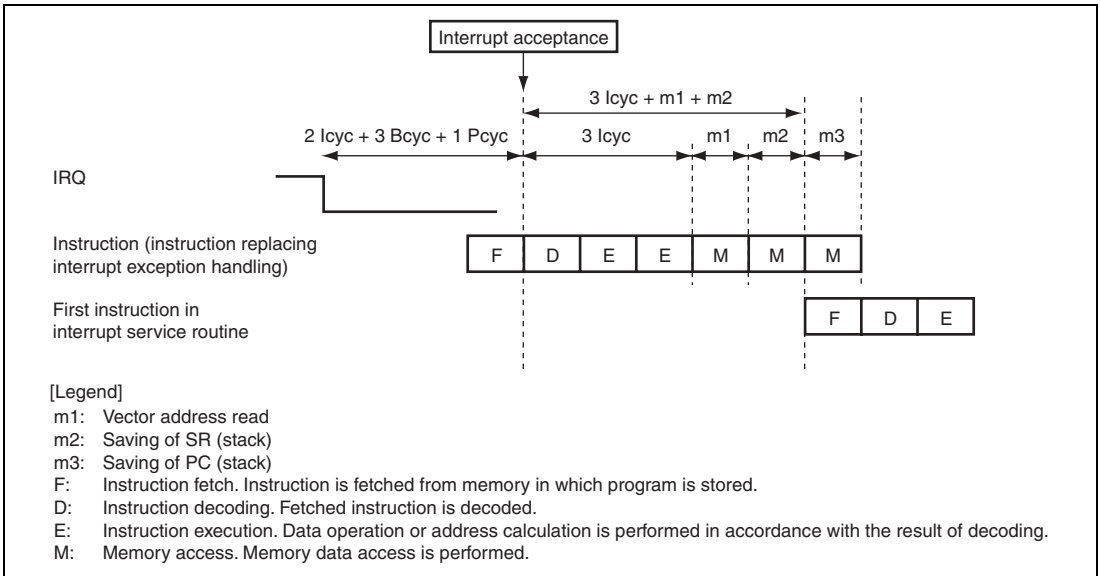 Interrupt acceptance
3 Icyc + m1 + m2
2 Icyc + 3 Bcyc + 1 Pcyc
3 Icyc
m1
m2
m3
IRQ
Instruction (instruction replacing
interrupt exception handling)
F D E E M M M
First instruction in
interrupt service routine
F D E
[Legend]
m1: Vector address read
m2: Saving of SR (stack)
m3: Saving of PC (stack)
F: Instruction fetch. Instruction is fetched from memory in which program is stored.
D: Instruction decoding. Fetched instruction is decoded.
E: Instruction execution. Data operation or address calculation is performed in accordance with the result of decoding.
M: Memory access. Memory data access is performed.